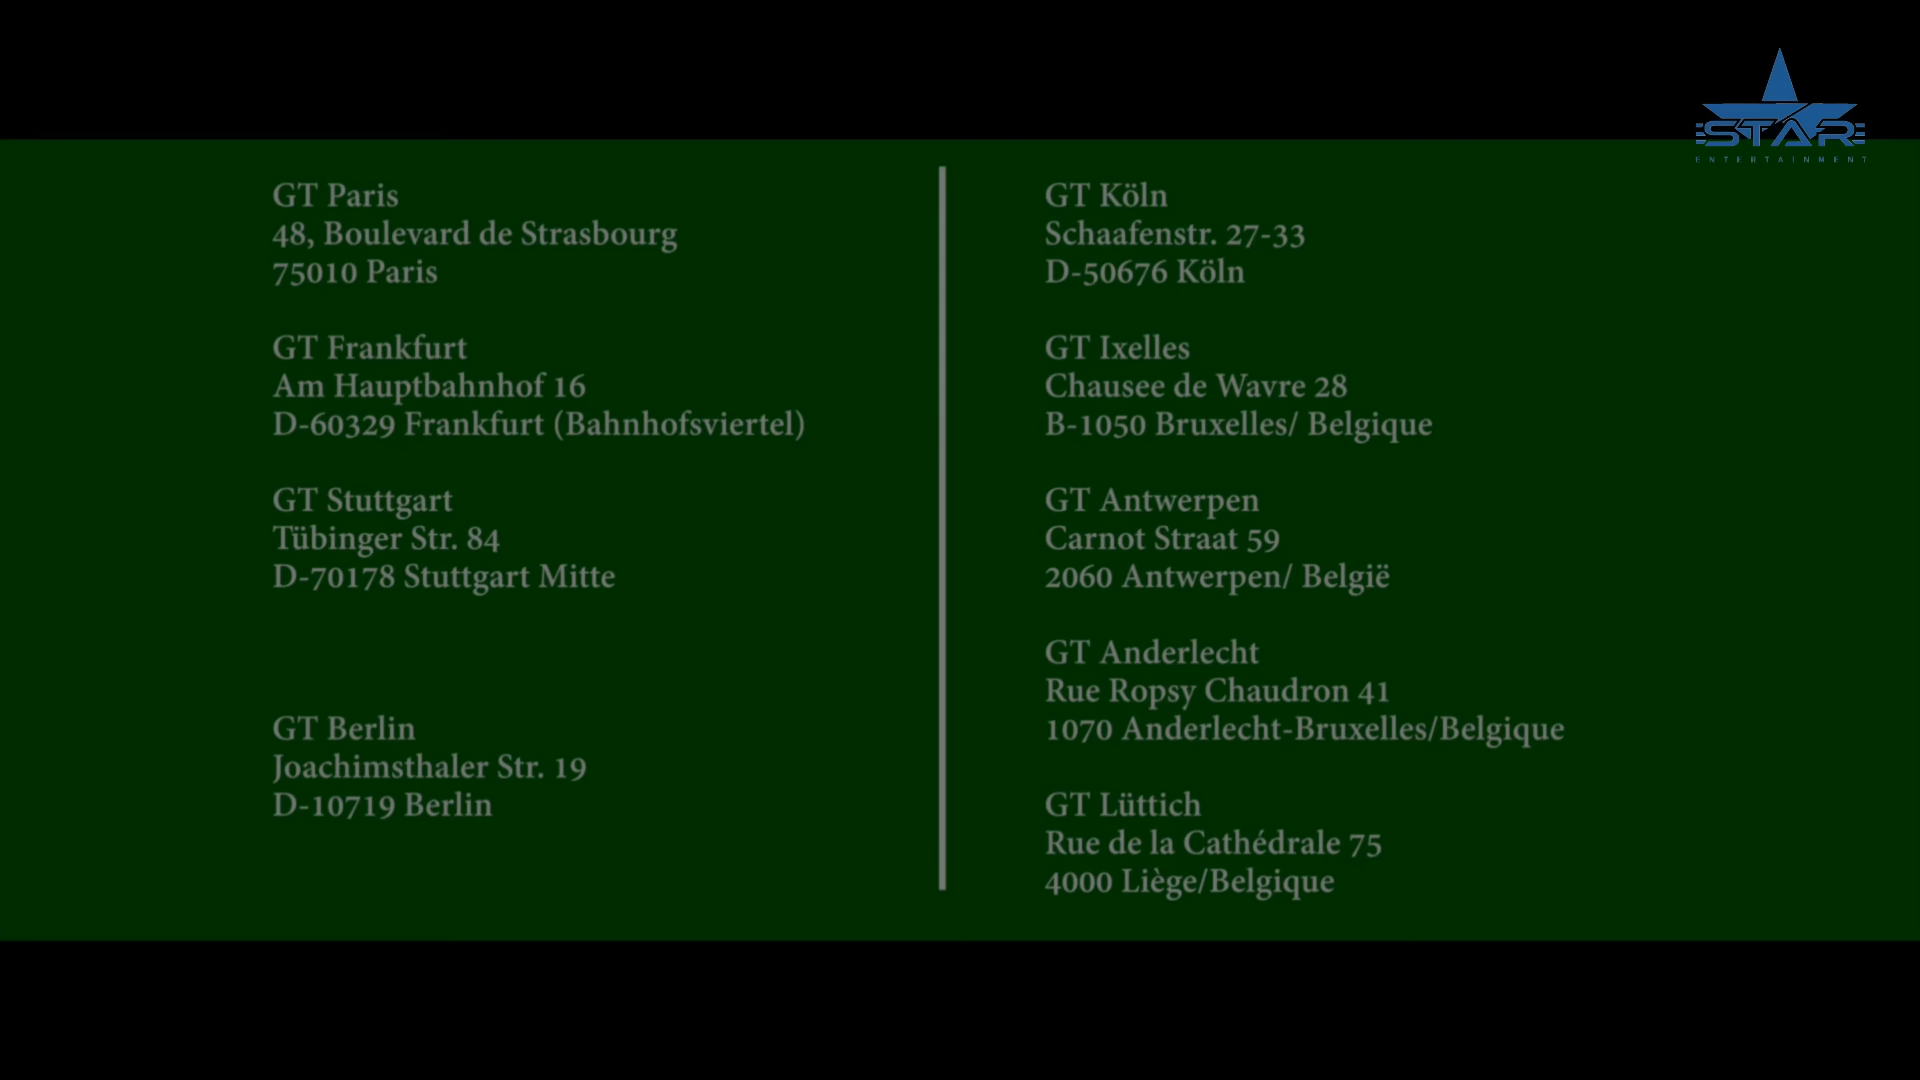 STAR
ENTERTAINMENT
GT Paris
48, Boulevard de Strasbourg
75010 Paris
GT Frankfurt
Am Hauptbahnhof 16
D-60329 Frankfurt (Bahnhofsviertel)
GT Stuttgart
Tübinger Str. 84
D-70178 Stuttgart Mitte
GT Berlin
Joachimsthaler Str. 19
D-10719 Berlin
GT Köln
Schaafenstr. 27-33
D-50676 Köln
GT Ixelles
Chausee de Wavre 28
B-1050 Bruxelles/ Belgique
GT Antwerpen
Carnot Straat 59
2060 Antwerpen/ België
GT Anderlecht
Rue Ropsy Chaudron 41
1070 Anderlecht-Bruxelles/Belgique
GT Lüttich
Rue de la Cathédrale 75
4000 Liège/Belgique